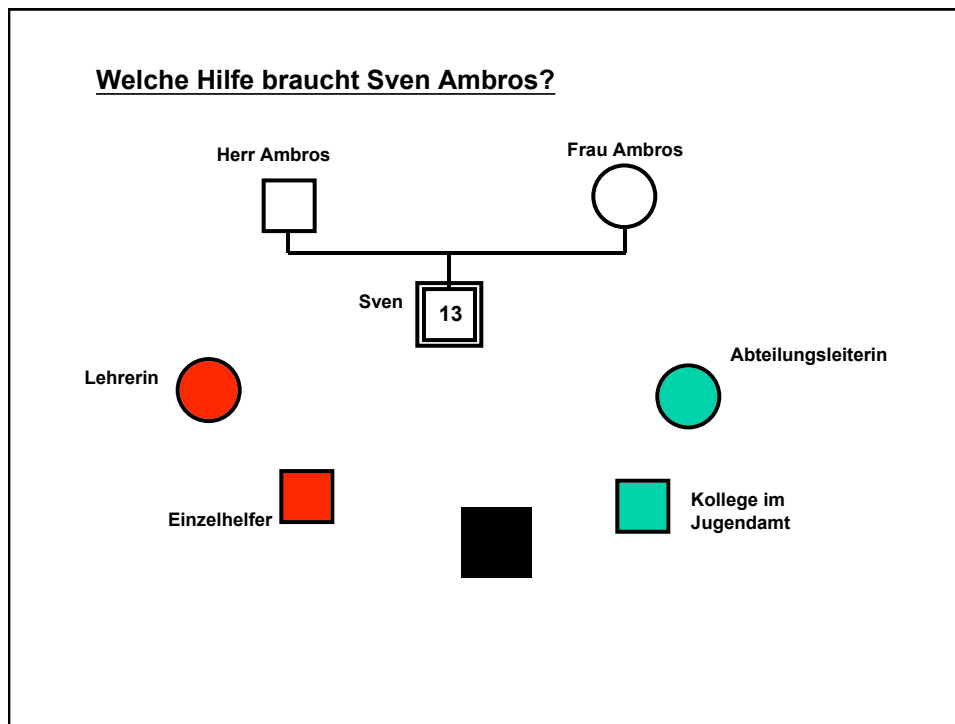 Welche Hilfe braucht Sven Ambros?
Herr Ambros
Frau Ambros
Sven
13
Lehrerin
Abteilungsleiterin
Einzelhelfer
Kollege im
Jugendamt